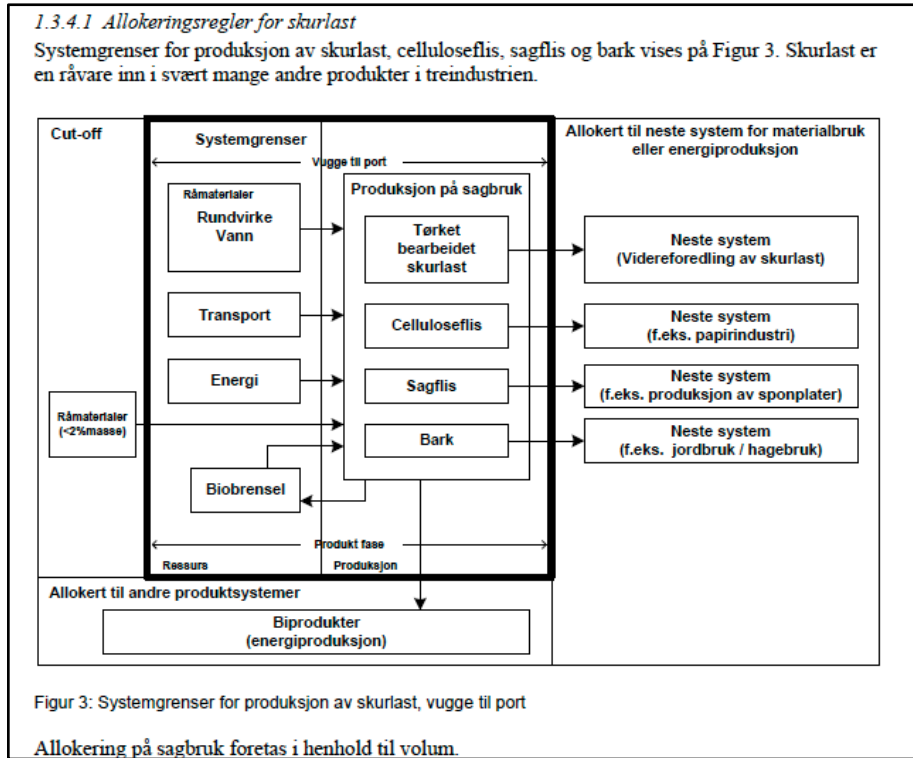 1.3.4.1 Allokeringsregler for skurlast
Systemgrenser for produksjon av skurlast, celluloseflis, sagflis og bark vises på Figur 3. Skurlast er
en råvare inn i svært mange andre produkter i treindustrien.
Cut-off
Systemgrenser
Allokert til neste system for materialbruk
eller energiproduksjon
Vugge til port
Råmaterialer
Rundvirke
Vann
Produksjon på sagbruk
Tørket
bearbeidet
skurlast
Neste system
(Videreforedling av skurlast)
Transport
Celluloseflis
Neste system
(f.eks. papirindustri)
Energi
Sagflis
Neste system
(f.eks. produksjon av sponplater)
Råmaterialer
(<2%masse)
Bark
Neste system
(f.eks. jordbruk / hagebruk)
Biobrensel
Produkt fase
Ressurs
Produksjon
Allokert til andre produktsystemer
Biprodukter
(energiproduksjon)
Figur 3: Systemgrenser for produksjon av skurlast, vugge til port
Allokering på sagbruk foretas i henhold til volum.